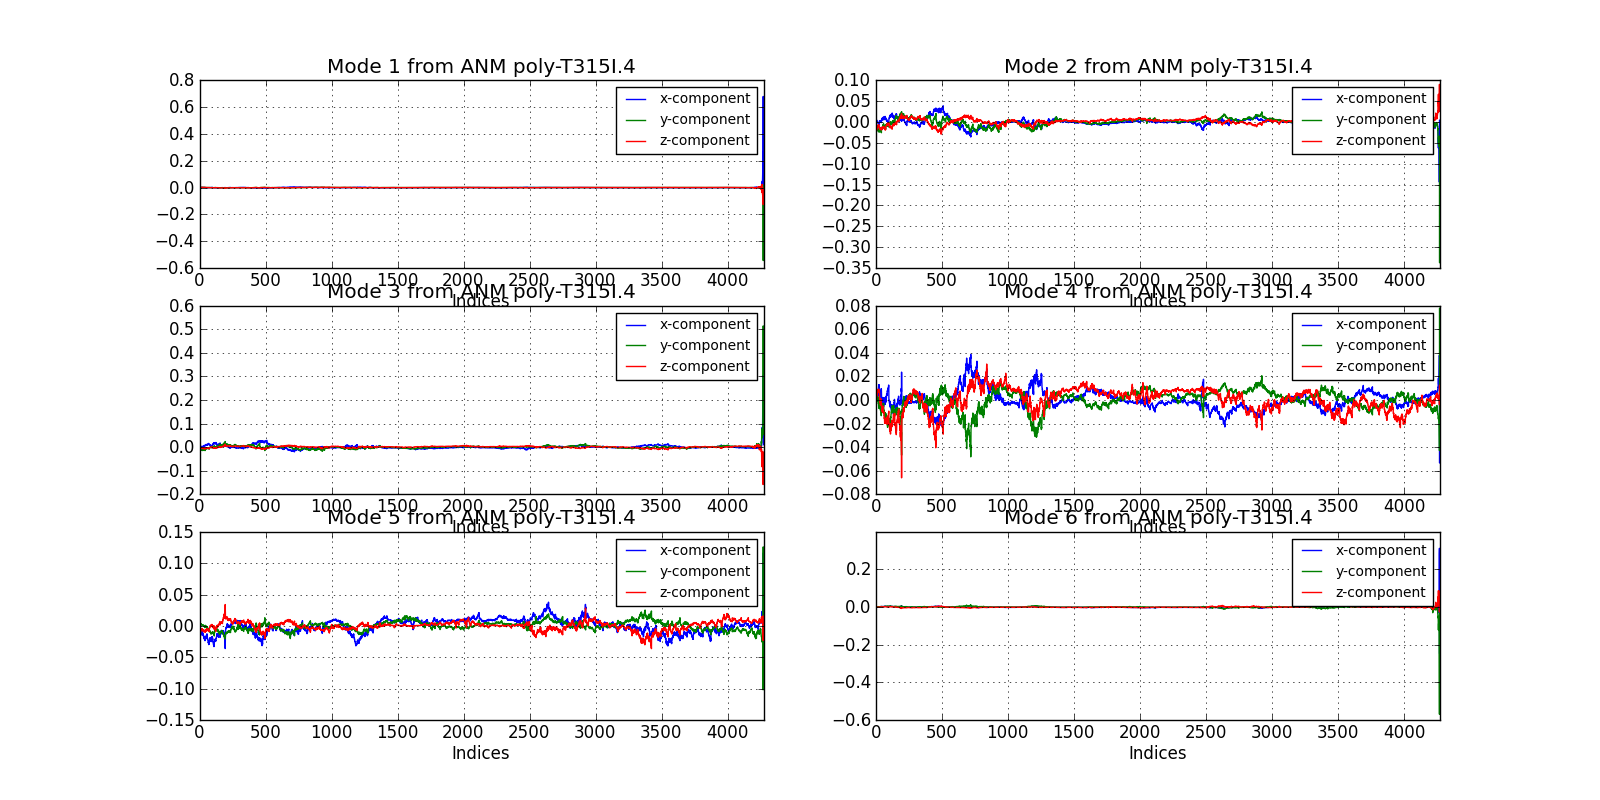 Mode 1 from ANM poly-T315I.4
0.8
0.6
0.4
0.2
0.0
−0.2
−0.4
−0.6
x-component
y-component
z-component
0 500 1000 1500 2000 2500 3000 3500 4000
Indices
Mode 2 from ANM poly-T315I.4
0.10
0.05
0.00
−0.05
−0.10
−0.15
−0.20
−0.25
−0.30
−0.35
x-component
y-component
z-component
0 500 1000 1500 2000 2500 3000 3500 4000
Indices
Mode 3 from ANM poly-T315I.4
0.6
0.5
0.4
0.3
0.2
0.1
0.0
−0.1
−0.2
x-component
y-component
z-component
0 500 1000 1500 2000 2500 3000 3500 4000
Indices
Mode 4 from ANM poly-T315I.4
0.08
0.06
0.04
0.02
0.00
−0.02
−0.04
−0.06
−0.08
x-component
y-component
z-component
0 500 1000 1500 2000 2500 3000 3500 4000
Indices
Mode 5 from ANM poly-T315I.4
0.15
0.10
0.05
0.00
−0.05
−0.10
−0.15
x-component
y-component
z-component
0 500 1000 1500 2000 2500 3000 3500 4000
Indices
Mode 6 from ANM poly-T315I.4
0.2
0.0
−0.2
−0.4
−0.6
x-component
y-component
z-component
0 500 1000 1500 2000 2500 3000 3500 4000
Indices